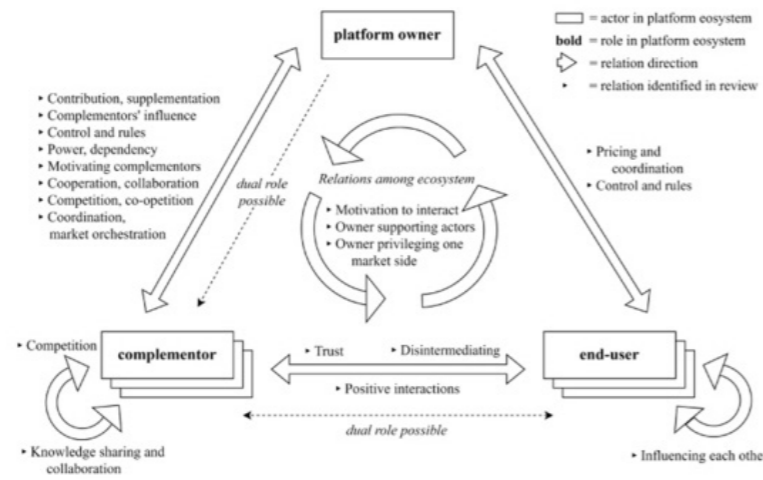 platform owner
= actor in platform eosystem
bold = role in platform eosystem
= relation direction
= relation identified in review
‣ Contribution, supplementation
‣ Complementors' influence
‣ Control and rules
‣ Power, dependency
‣ Motivating complementors
‣ Cooperation, collaboration
‣ Competition, co-opetition
‣ Coordination,
market orchestration
dual role
possible
Relations among ecosystem
‣ Motivation to interact
‣ Owner supporting actors
‣ Owner privileging one
market side
‣ Pricing and
coordination
‣ Control and rules
‣ Competition
complementor
‣ Trust
‣ Disintermediating
‣ Positive interactions
end-user
dual role possible
‣ Knowledge sharing and
collaboration
‣ Influencing each othe